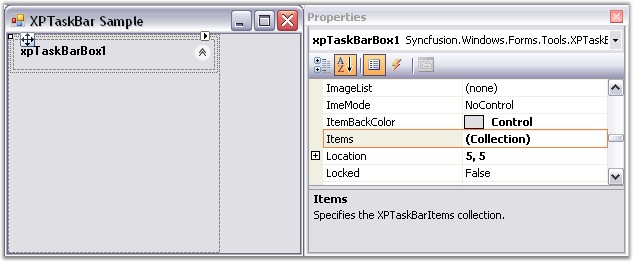 XPTaskBar Sample
xpTaskBarBox1
Properties
xpTaskBarBox1 Syncfusion.Windows.Forms.Tools.XPTaskE
ImageList (none)
ImeMode NoControl
ItemBackColor Control
Items (Collection)
Location 5, 5
Locked False
Items
Specifies the XPTaskBarItems collection.